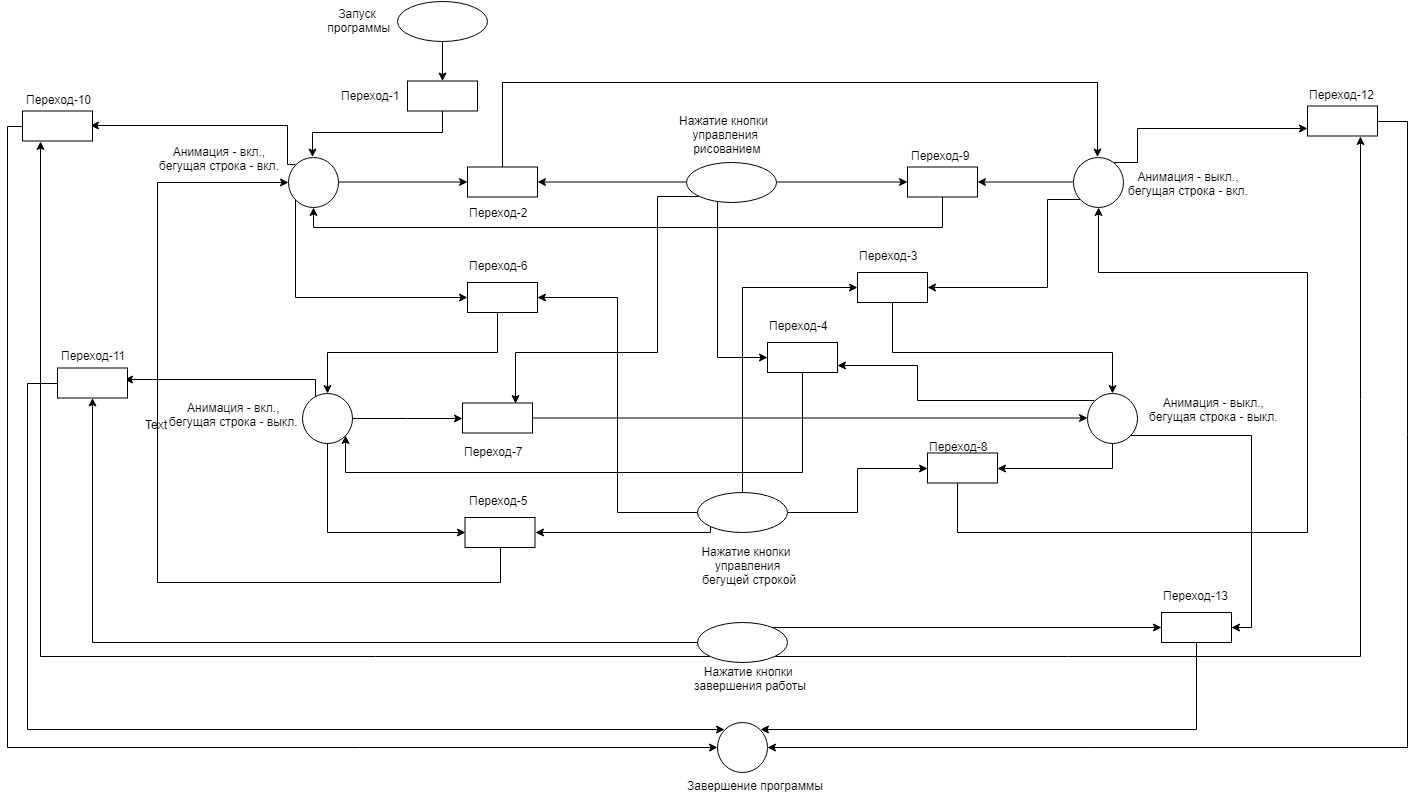 Запуск
программы
Переход-1
Переход-10
Переход-12
Нажатие кнопки
управления
рисованием
Анимация - вкл.,
бегущая строка - вкл.
Переход-9
Анимация - выкл.,
бегущая строка - вкл.
Переход-2
Переход-6
Переход-3
Переход-4
Переход-11
Анимация - вкл.,
бегущая строка - выкл.
Text
Анимация - выкл.,
бегущая строка - выкл.
Переход-7
Переход-8
Переход-5
Нажатие кнопки
управления
бегущей строкой
Переход-13
Нажатие кнопки
завершения работы
Завершение программы